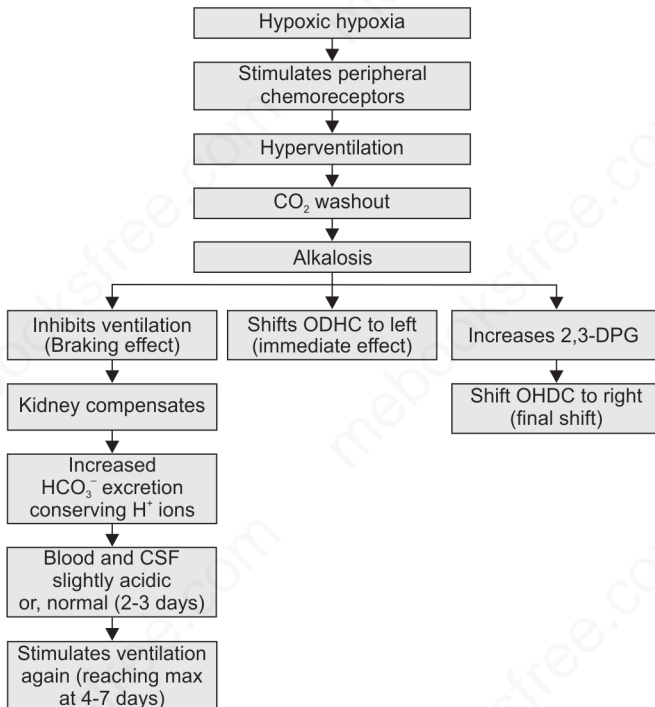 Hypoxic hypoxia
Stimulates peripheral
chemoreceptors
Hyperventilation
CO₂ washout
Alkalosis
Inhibits ventilation
(Braking effect)
Kidney compensates
Increased
HCO₃⁻ excretion
conserving H⁺ ions
Blood and CSF
slightly acidic
or, normal (2-3 days)
Stimulates ventilation
again (reaching max
at 4-7 days)
Shifts ODHC to left
(immediate effect)
Increases 2,3-DPG
Shift OHDC to right
(final shift)
mebooksfree.com